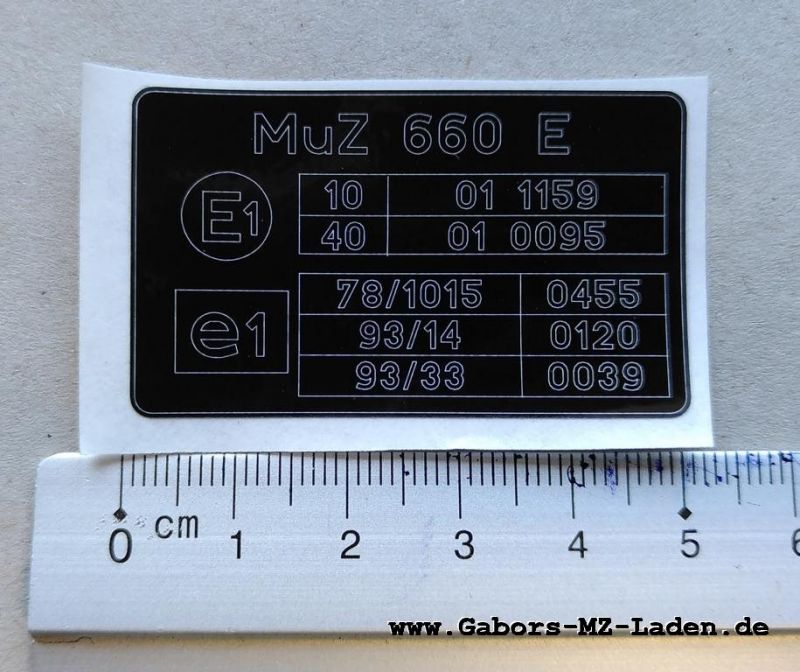 MuZ 660 E
E1
10 01 1159
40 01 0095
e1
78/1015 0455
93/14 0120
93/33 0039
0 cm 1 2 3 4 5 6
www.Gabors-MZ-Laden.de